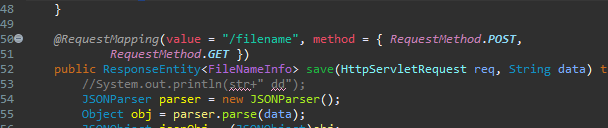 48 }
49
50 @RequestMapping(value = "/filename", method = { RequestMethod.POST,
51 RequestMethod.GET })
52 public ResponseEntity<FileNameInfo> save(HttpServletRequest req, String data) t
53 //System.out.println(str+" dd");
54 JSONParser parser = new JSONParser();
55 Object obj = parser.parse(data);
56 JSONObject jsonObj = (JSONObject)obj;